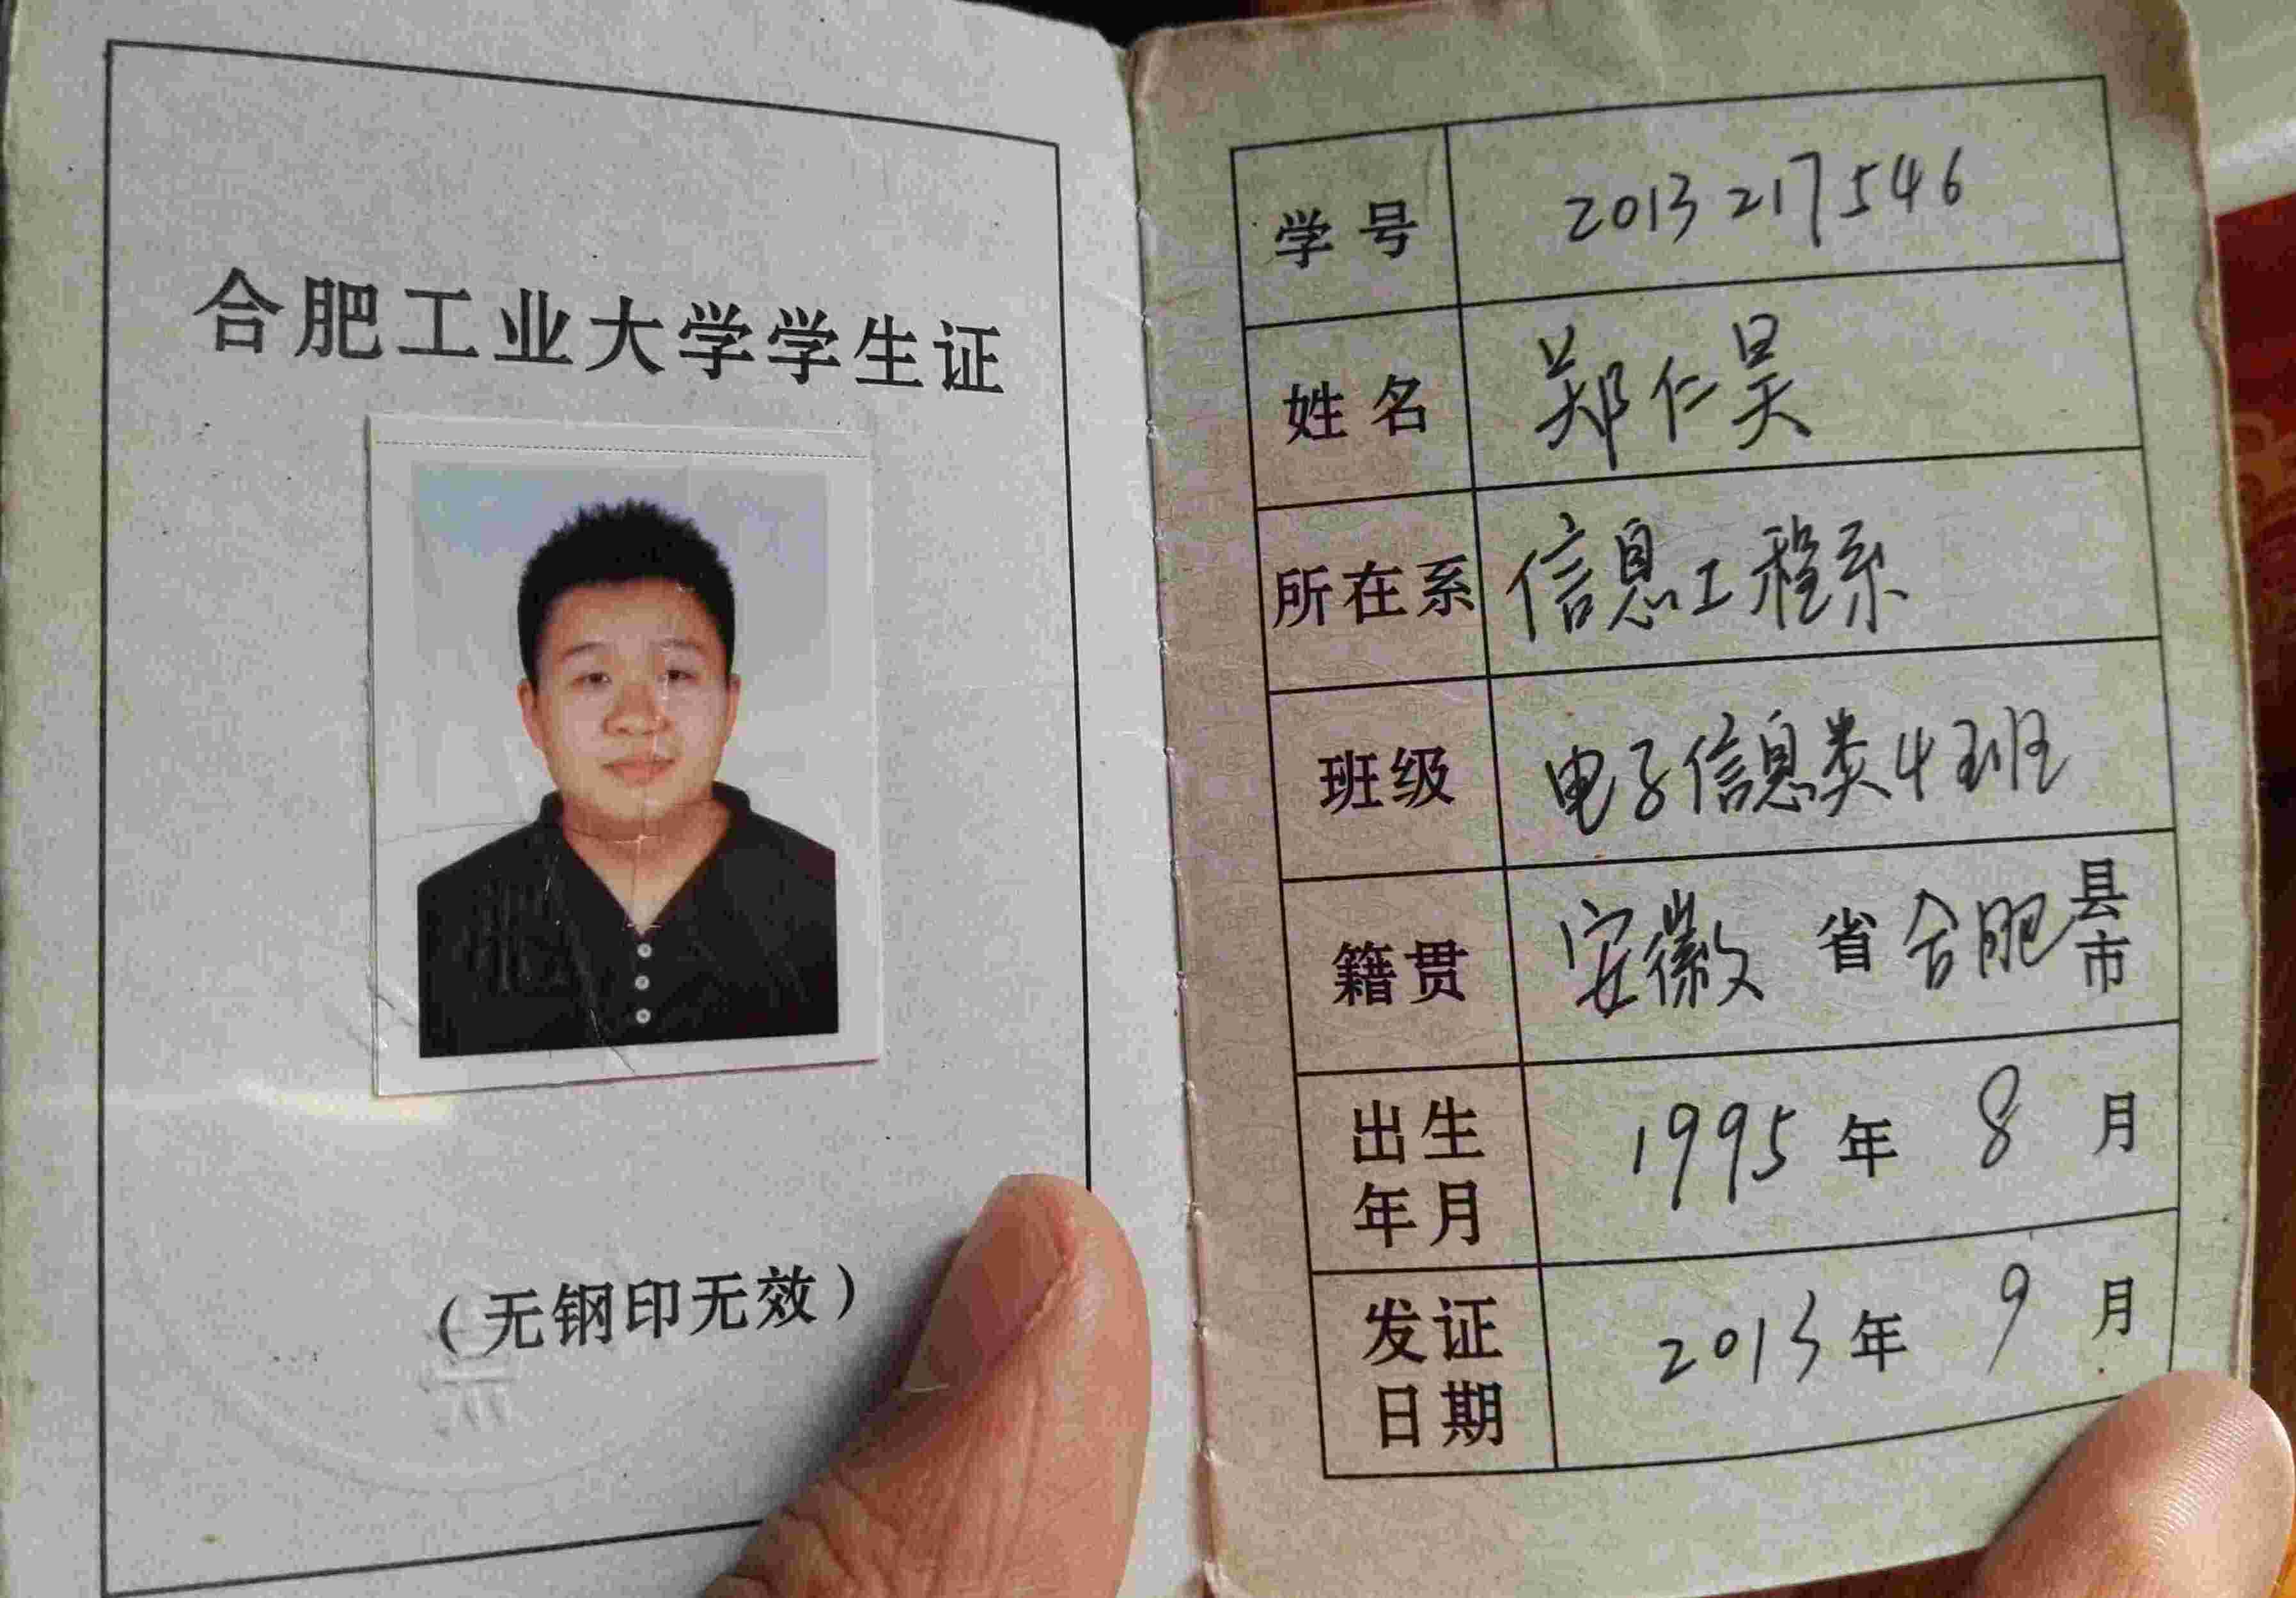 合肥工业大学学生证
（无钢印无效）
学号 2013217546
姓名 郑仁昊
所在系 信息工程系
班级 电子信息类4班
籍贯 安徽 省 合肥 县市
出生年月 1995 年 8 月
发证日期 2013 年 9 月